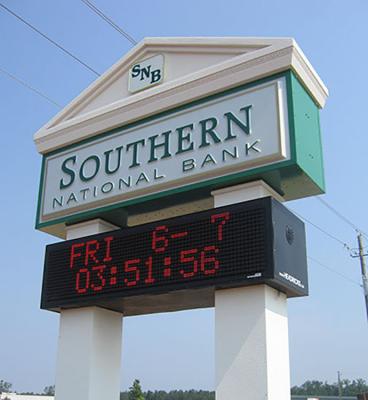 SNB
SOUTHERN
NATIONAL BANK
FRI 6- 7
03:51:56